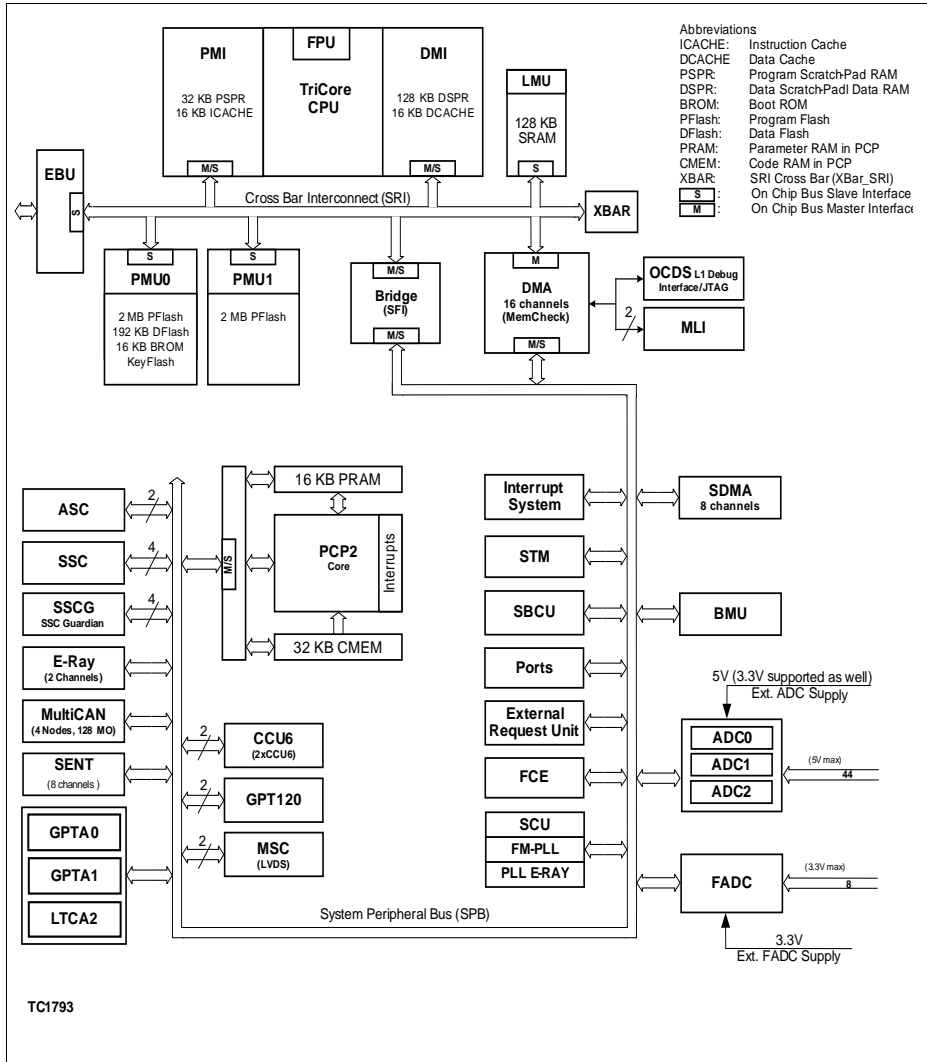 PMI
32 KB PSPR
16 KB ICACHE
M/S
FPU
TriCore
CPU
DMI
128 KB DSPR
16 KB DCACHE
M/S
LMU
128 KB
SRAM
S
Abbreviations
ICACHE: Instruction Cache
DCACHE Data Cache
PSPR: Program Scratch-Pad RAM
DSPR: Data Scratch-Padl Data RAM
BROM: Boot ROM
PFlash: Program Flash
DFlash: Data Flash
PRAM: Parameter RAM in PCP
CMEM: Code RAM in PCP
XBAR: SRI Cross Bar (XBar_SRI)
S : On Chip Bus Slave Interface
M : On Chip Bus Master Interface
EBU
S
Cross Bar Interconnect (SRI)
XBAR
S
PMU0
2 MB PFlash
192 KB DFlash
16 KB BROM
KeyFlash
S
PMU1
2 MB PFlash
M/S
Bridge
(SFI)
M/S
M
DMA
16 channels
(MemCheck)
M/S
OCDS L1 Debug
Interface/JTAG
2
MLI
ASC
2
SSC
4
SSCG
SSC Guardian
4
E-Ray
(2 Channels)
MultiCAN
(4 Nodes, 128 MO)
SENT
(8 channels )
GPTA0
GPTA1
LTCA2
M/S
16 KB PRAM
PCP2
Core
Interrupts
32 KB CMEM
2
CCU6
(2xCCU6)
2
GPT120
2
MSC
(LVDS)
System Peripheral Bus (SPB)
Interrupt
System
STM
SBCU
Ports
External
Request Unit
FCE
SCU
FM-PLL
PLL E-RAY
SDMA
8 channels
BMU
5V (3.3V supported as well)
Ext. ADC Supply
ADC0
ADC1
ADC2
(5V max)
44
FADC
(3.3V max)
8
3.3V
Ext. FADC Supply
TC1793